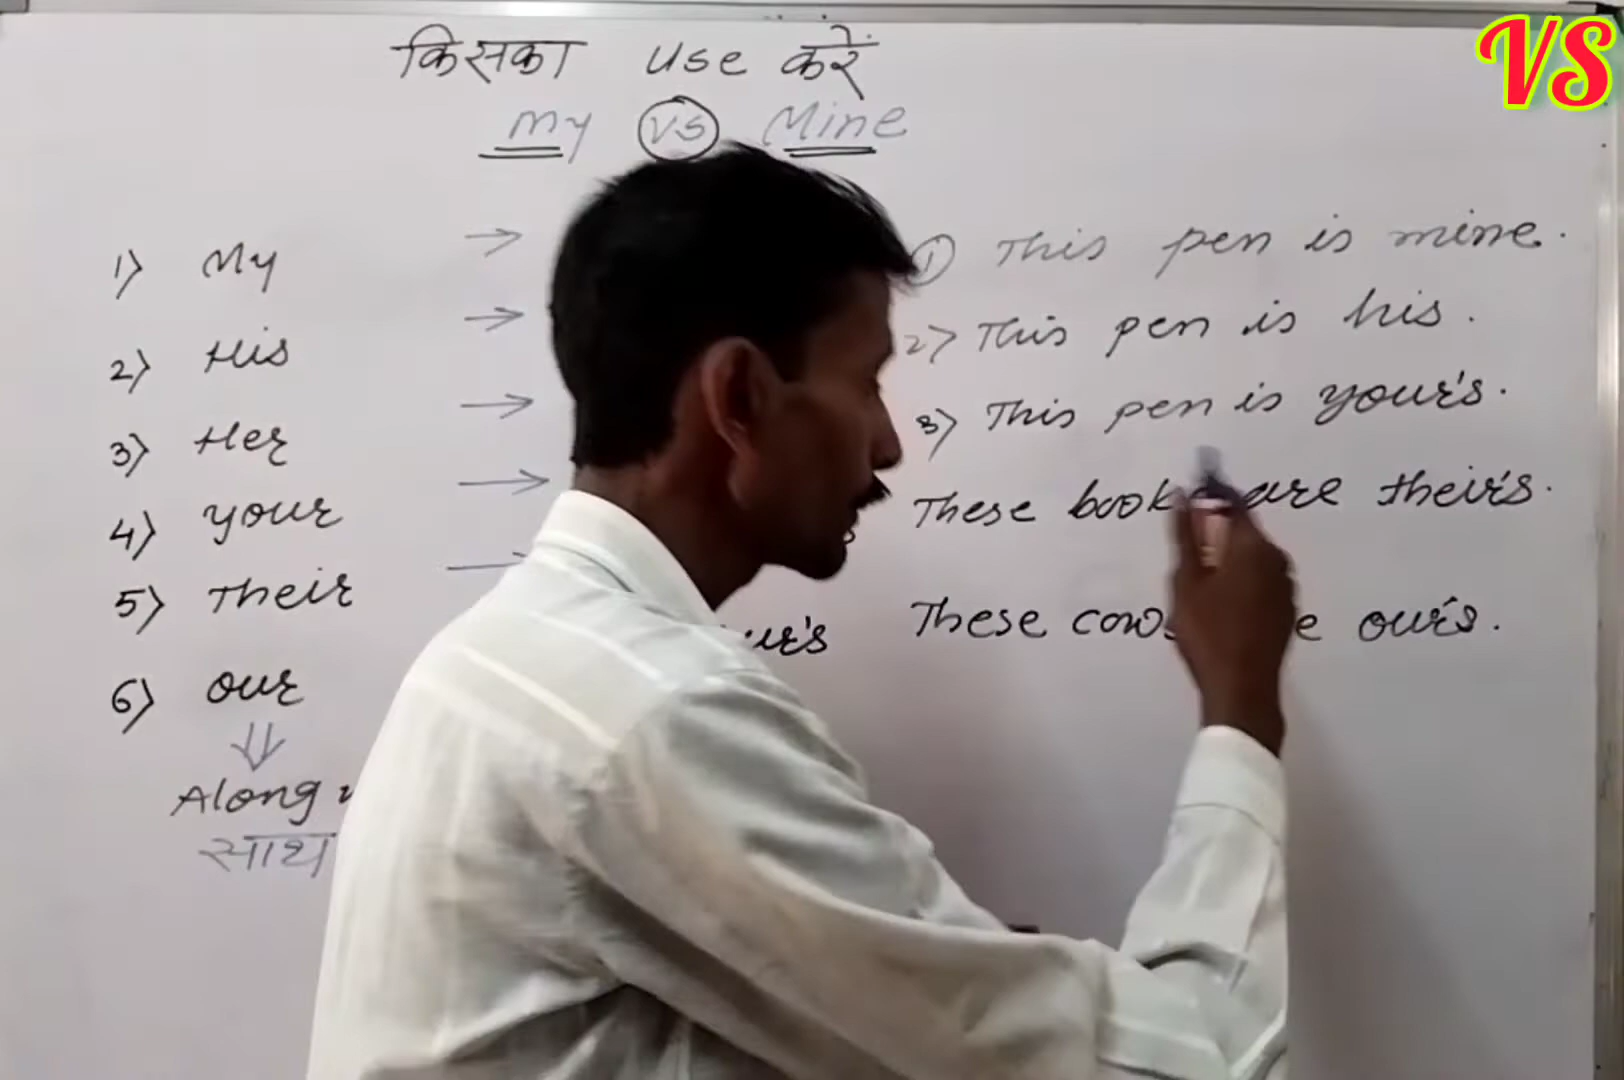 VS
किसका use करें
My VS Mine
1) My → ① This pen is mine.
2) His → 2) This pen is his.
3) Her → 3) This pen is your's.
4) your → These books are their's.
5) Their
6) our These are our's.
Along
साथ